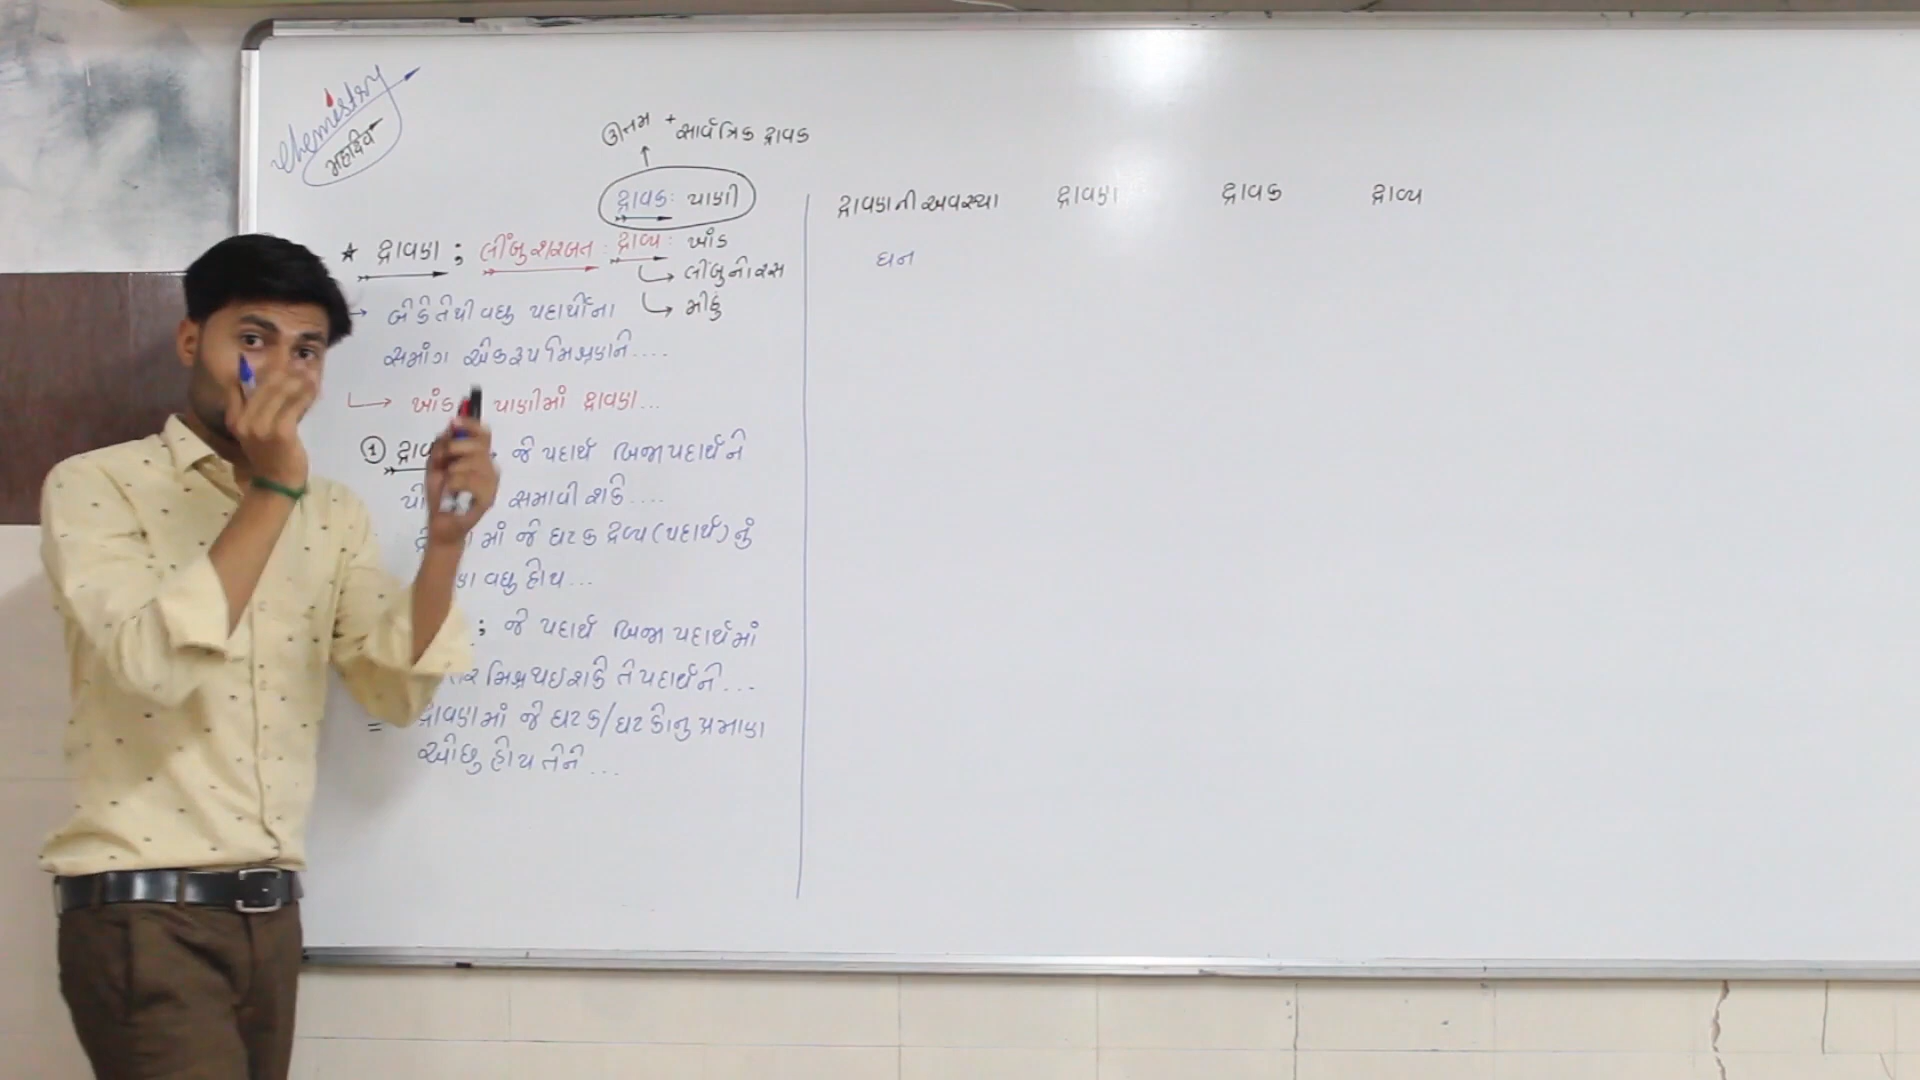 Chemistry
महादेव
ઉત્તમ + સાર્વત્રિક દ્રાવક
દ્રાવક: પાણી
* દ્રાવણ ; લીંબુ શરબત : દ્રાવ્ય : ખાંડ
→ લીંબુનો રસ
→ મીઠું
→ બે કે તેથી વધુ પદાર્થોના
સમાંગ એકરૂપ મિશ્રણને....
→ ખાંડ પાણીમાં દ્રાવણ...
① જે પદાર્થ બીજા પદાર્થને
સમાવી શકે....
માં જે ઘટક દ્રવ્ય (પદાર્થ) નું
વધુ હોય...
; જે પદાર્થ બીજા પદાર્થમાં
મિશ્ર થઇ શકે તે પદાર્થને...
= દ્રાવણમાં જે ઘટક/ઘટકોનુ પ્રમાણ
ઓછુ હોય તેને...
દ્રાવણની અવસ્થા દ્રાવણ દ્રાવક દ્રાવ્ય
ઘન